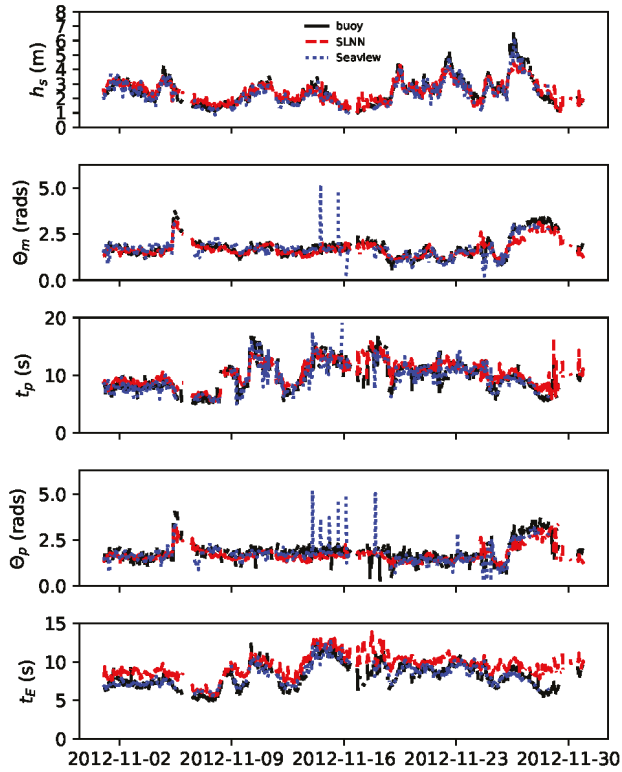 8
7
6
5
4
3
2
1
0
h_s (m)
buoy
SLNN
Seaview
5.0
2.5
0.0
Θ_m (rads)
20
10
0
t_p (s)
5.0
2.5
0.0
Θ_p (rads)
15
10
5
0
t_E (s)
2012-11-02 2012-11-09 2012-11-16 2012-11-23 2012-11-30